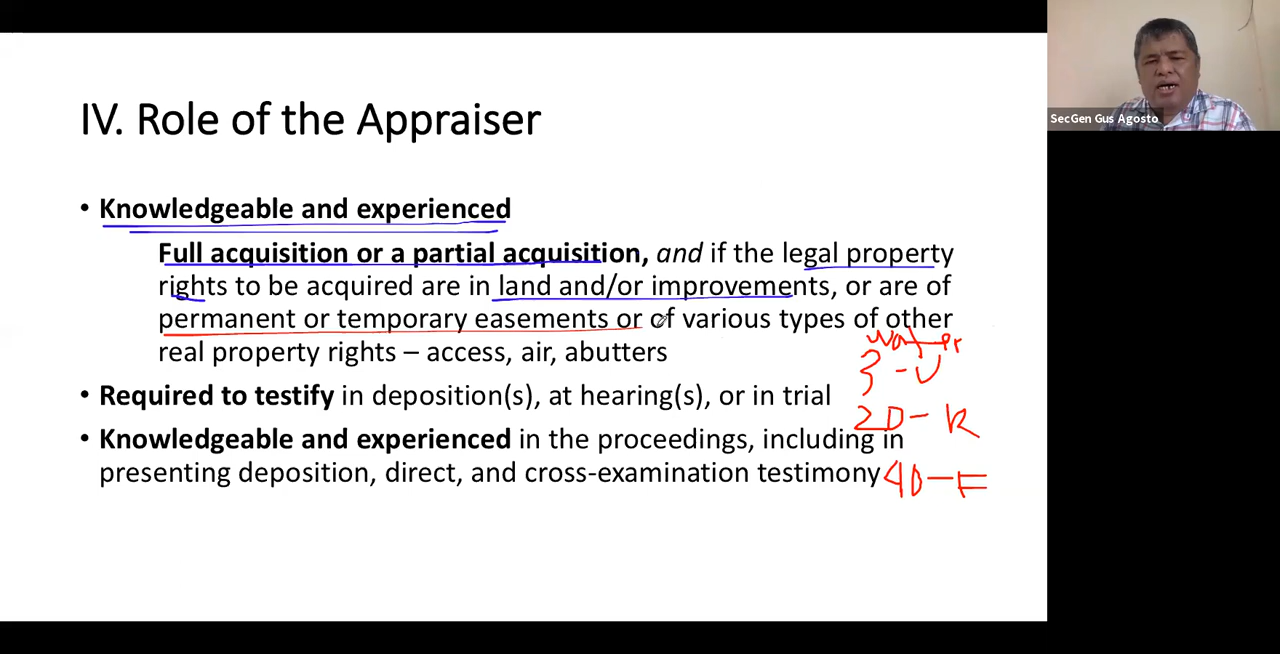 IV. Role of the Appraiser
SecGen Gus Agosto
• Knowledgeable and experienced
Full acquisition or a partial acquisition, and if the legal property
rights to be acquired are in land and/or improvements, or are of
permanent or temporary easements or of various types of other
real property rights – access, air, abutters
water
3 - U
• Required to testify in deposition(s), at hearing(s), or in trial
20 - R
• Knowledgeable and experienced in the proceedings, including in
presenting deposition, direct, and cross-examination testimony
40 - F